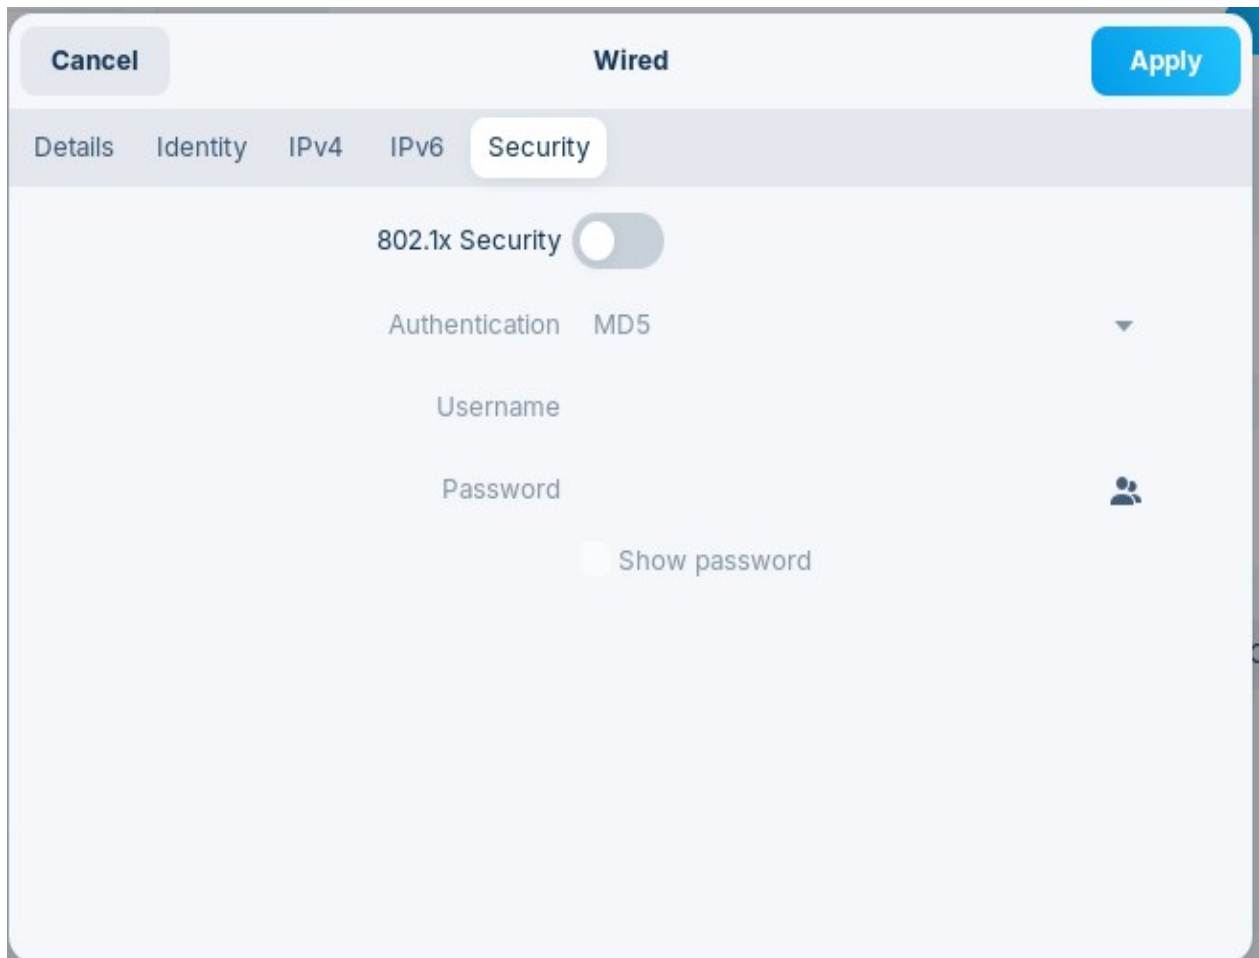 Cancel Wired Apply
Details Identity IPv4 IPv6 Security
802.1x Security
Authentication MD5
Username
Password
Show password